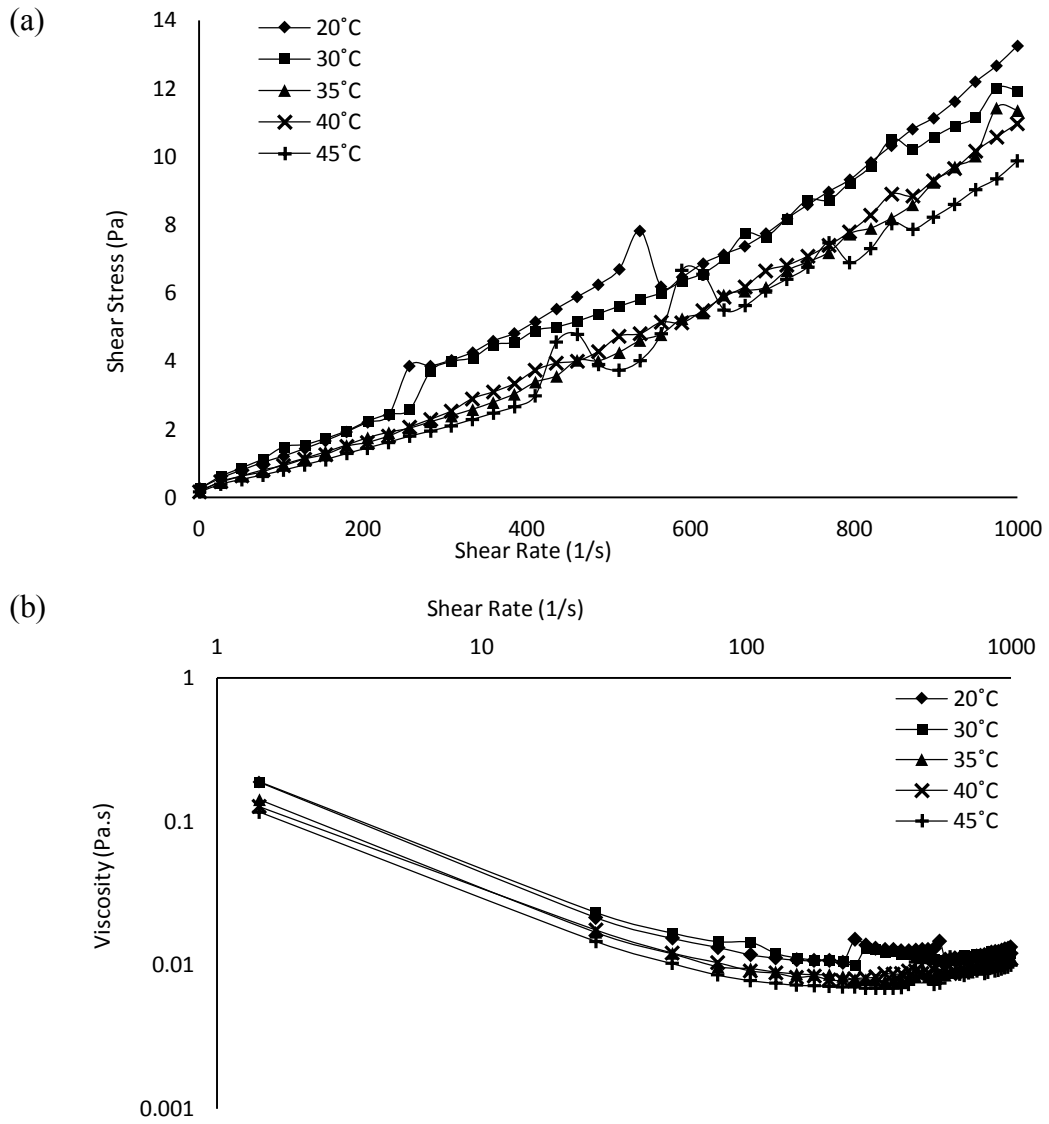 (a)
14
12
10
8
6
4
2
0
Shear Stress (Pa)
20˚C
30˚C
35˚C
40˚C
45˚C
0 200 400 600 800 1000
Shear Rate (1/s)
(b)
Shear Rate (1/s)
1 10 100 1000
1
0.1
0.01
0.001
Viscosity (Pa.s)
20˚C
30˚C
35˚C
40˚C
45˚C